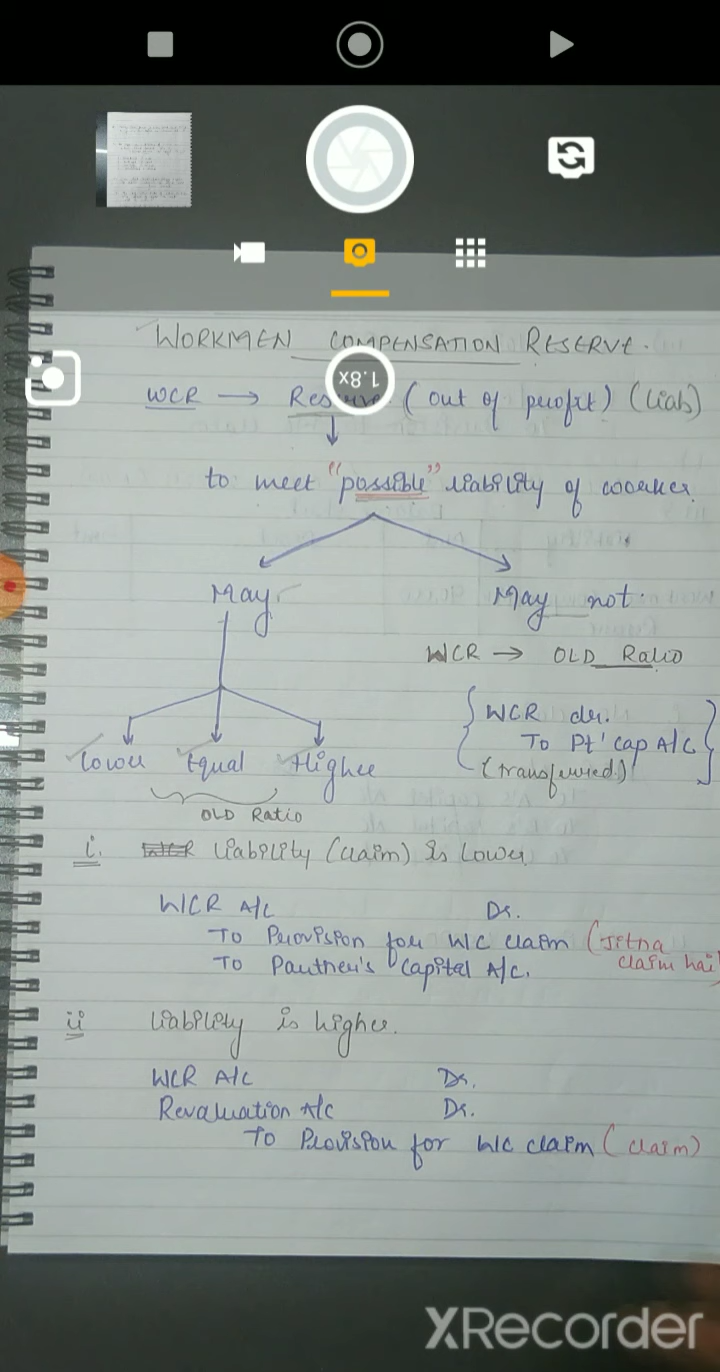 1.8X
WORKMEN COMPENSATION RESERVE.
WCR → Reserve (out of profit) (Liab)
to meet "possible" liability of worker.
May May not.
WCR → OLD Ratio
WCR dr.
To Pt' cap A/C
(transferred)
Lower Equal Higher
OLD Ratio
i. Liability (claim) is Lower
WCR A/C Dr.
To Provision for WC claim (Jitna
claim hai)
To Partner's Capital A/C.
ii Liability is higher.
WCR A/C Dr.
Revaluation A/C Dr.
To Provision for WC claim (claim)
XRecorder